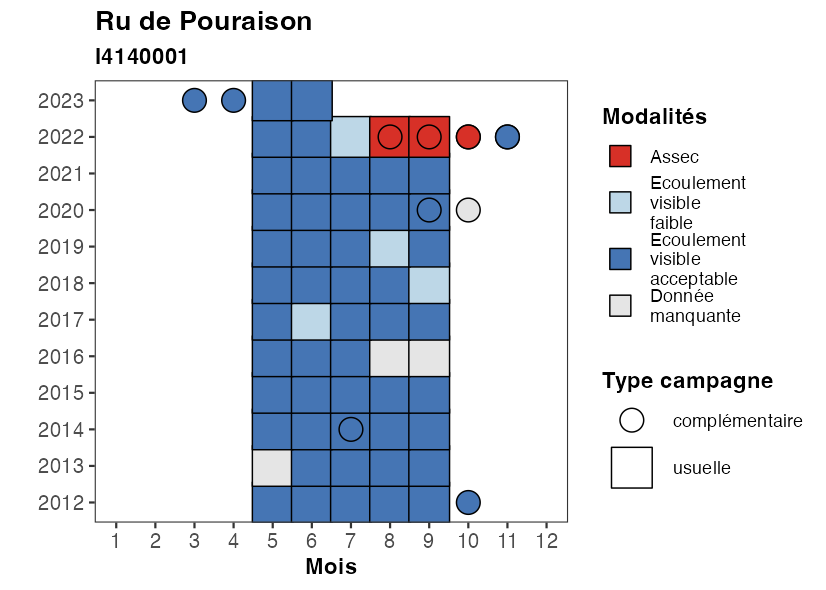 Ru de Pouraison
I4140001
2023
2022
2021
2020
2019
2018
2017
2016
2015
2014
2013
2012
1 2 3 4 5 6 7 8 9 10 11 12
Mois
Modalités
Assec
Ecoulement
visible
faible
Ecoulement
visible
acceptable
Donnée
manquante
Type campagne
complémentaire
usuelle